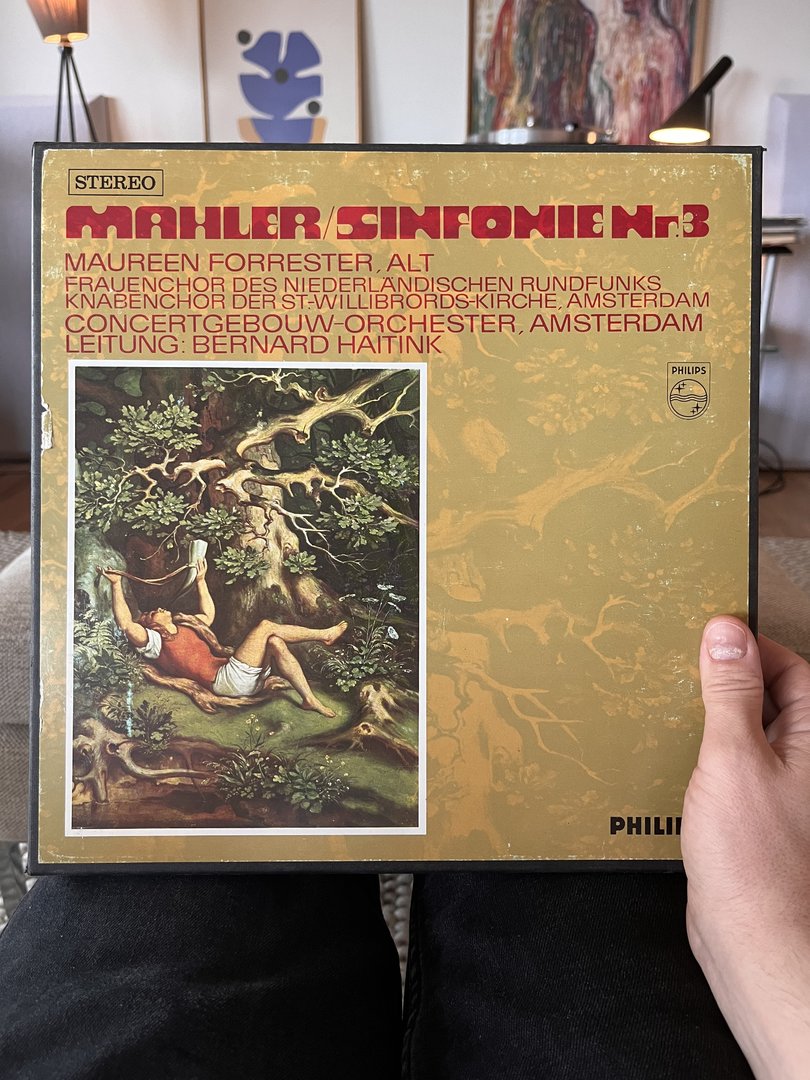 STEREO
MAHLER/SINFONIE Nr.3
MAUREEN FORRESTER, ALT
FRAUENCHOR DES NIEDERLÄNDISCHEN RUNDFUNKS
KNABENCHOR DER ST.-WILLIBRORDS-KIRCHE, AMSTERDAM
CONCERTGEBOUW-ORCHESTER, AMSTERDAM
LEITUNG: BERNARD HAITINK
PHILIPS
PHILI